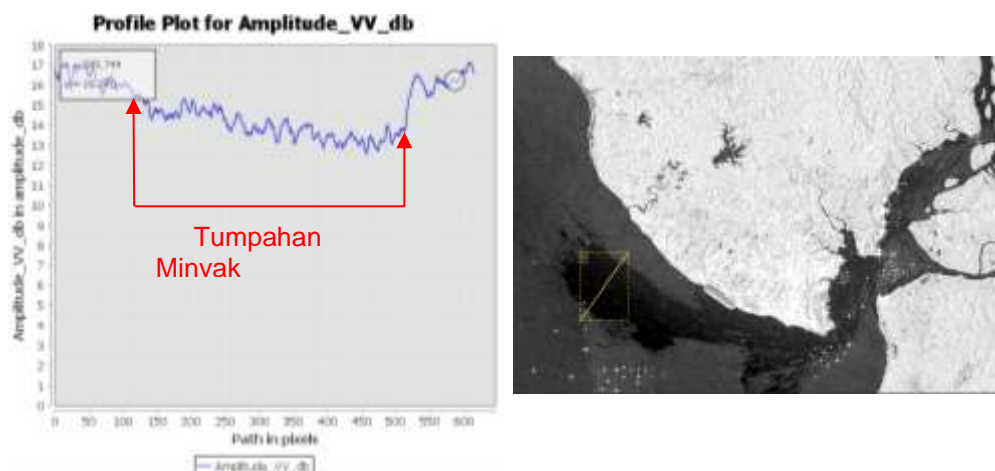 Profile Plot for Amplitude_VV_db
18
17
16
15
14
13
12
11
10
9
8
7
6
5
4
3
2
1
0
Amplitude_VV_db in amplitude_db
Tumpahan
Minvak
0 50 100 150 200 250 300 350 400 450 500 550 600
Path in pixels
Amplitude_VV_db